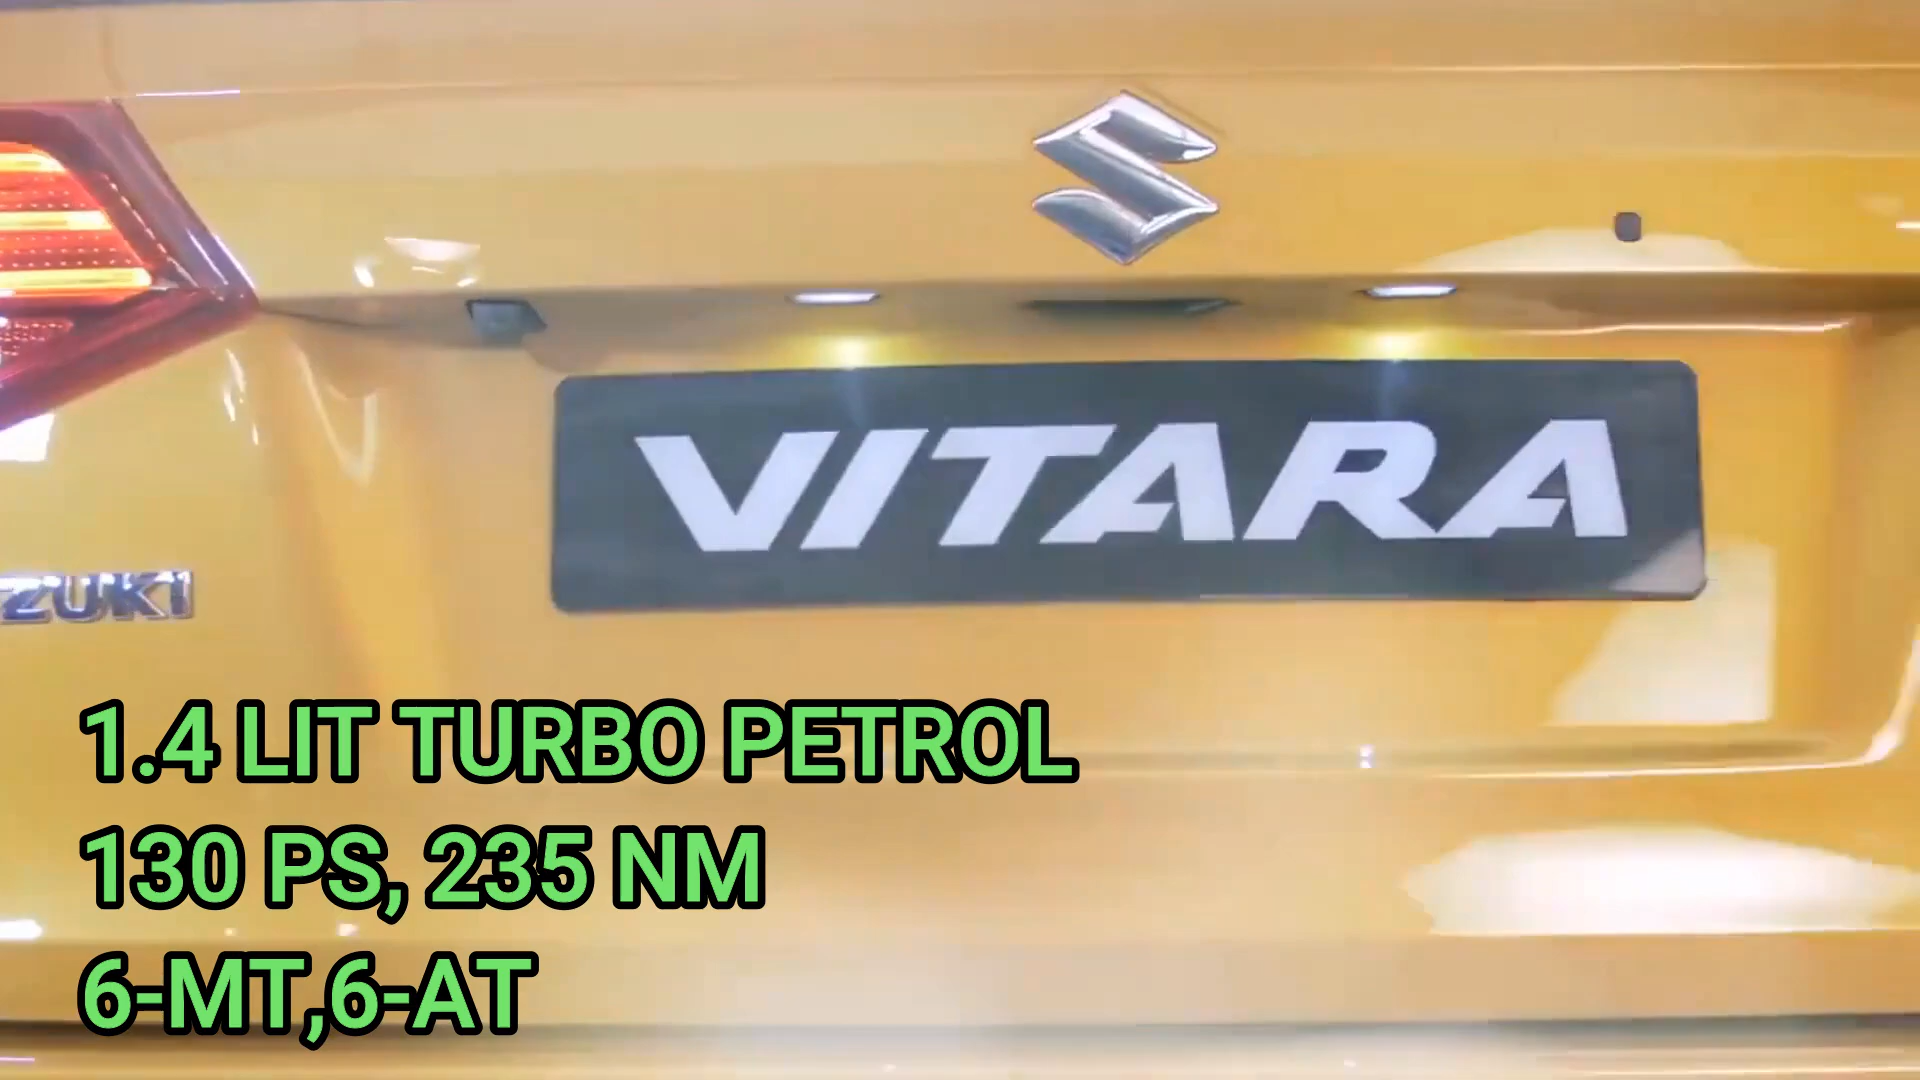 VITARA
ZUKI
1.4 LIT TURBO PETROL
130 PS, 235 NM
6-MT,6-AT